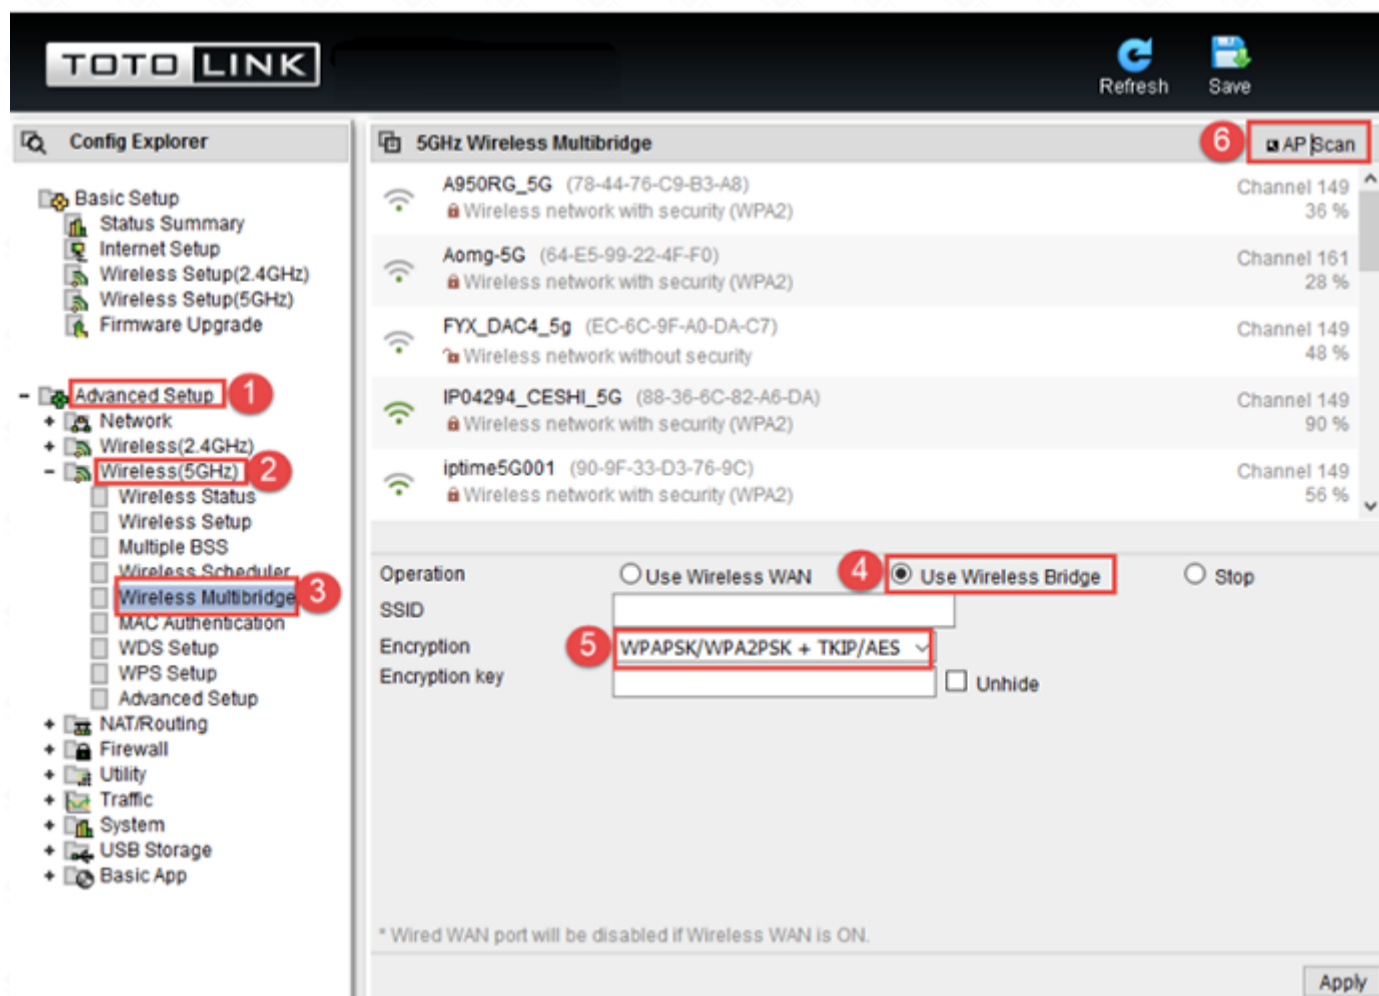 TOTO LINK
Refresh
Save
Config Explorer
Basic Setup
Status Summary
Internet Setup
Wireless Setup(2.4GHz)
Wireless Setup(5GHz)
Firmware Upgrade
Advanced Setup 1
Network
Wireless(2.4GHz)
Wireless(5GHz) 2
Wireless Status
Wireless Setup
Multiple BSS
Wireless Scheduler
Wireless Multibridge 3
MAC Authentication
WDS Setup
WPS Setup
Advanced Setup
NAT/Routing
Firewall
Utility
Traffic
System
USB Storage
Basic App
5GHz Wireless Multibridge 6 AP Scan
A950RG_5G (78-44-76-C9-B3-A8) Channel 149
Wireless network with security (WPA2) 36 %
Aomg-5G (64-E5-99-22-4F-F0) Channel 161
Wireless network with security (WPA2) 28 %
FYX_DAC4_5g (EC-6C-9F-A0-DA-C7) Channel 149
Wireless network without security 48 %
IP04294_CESHI_5G (88-36-6C-82-A6-DA) Channel 149
Wireless network with security (WPA2) 90 %
iptime5G001 (90-9F-33-D3-76-9C) Channel 149
Wireless network with security (WPA2) 56 %
Operation Use Wireless WAN 4 Use Wireless Bridge Stop
SSID
Encryption 5 WPAPSK/WPA2PSK + TKIP/AES
Encryption key Unhide
* Wired WAN port will be disabled if Wireless WAN is ON.
Apply